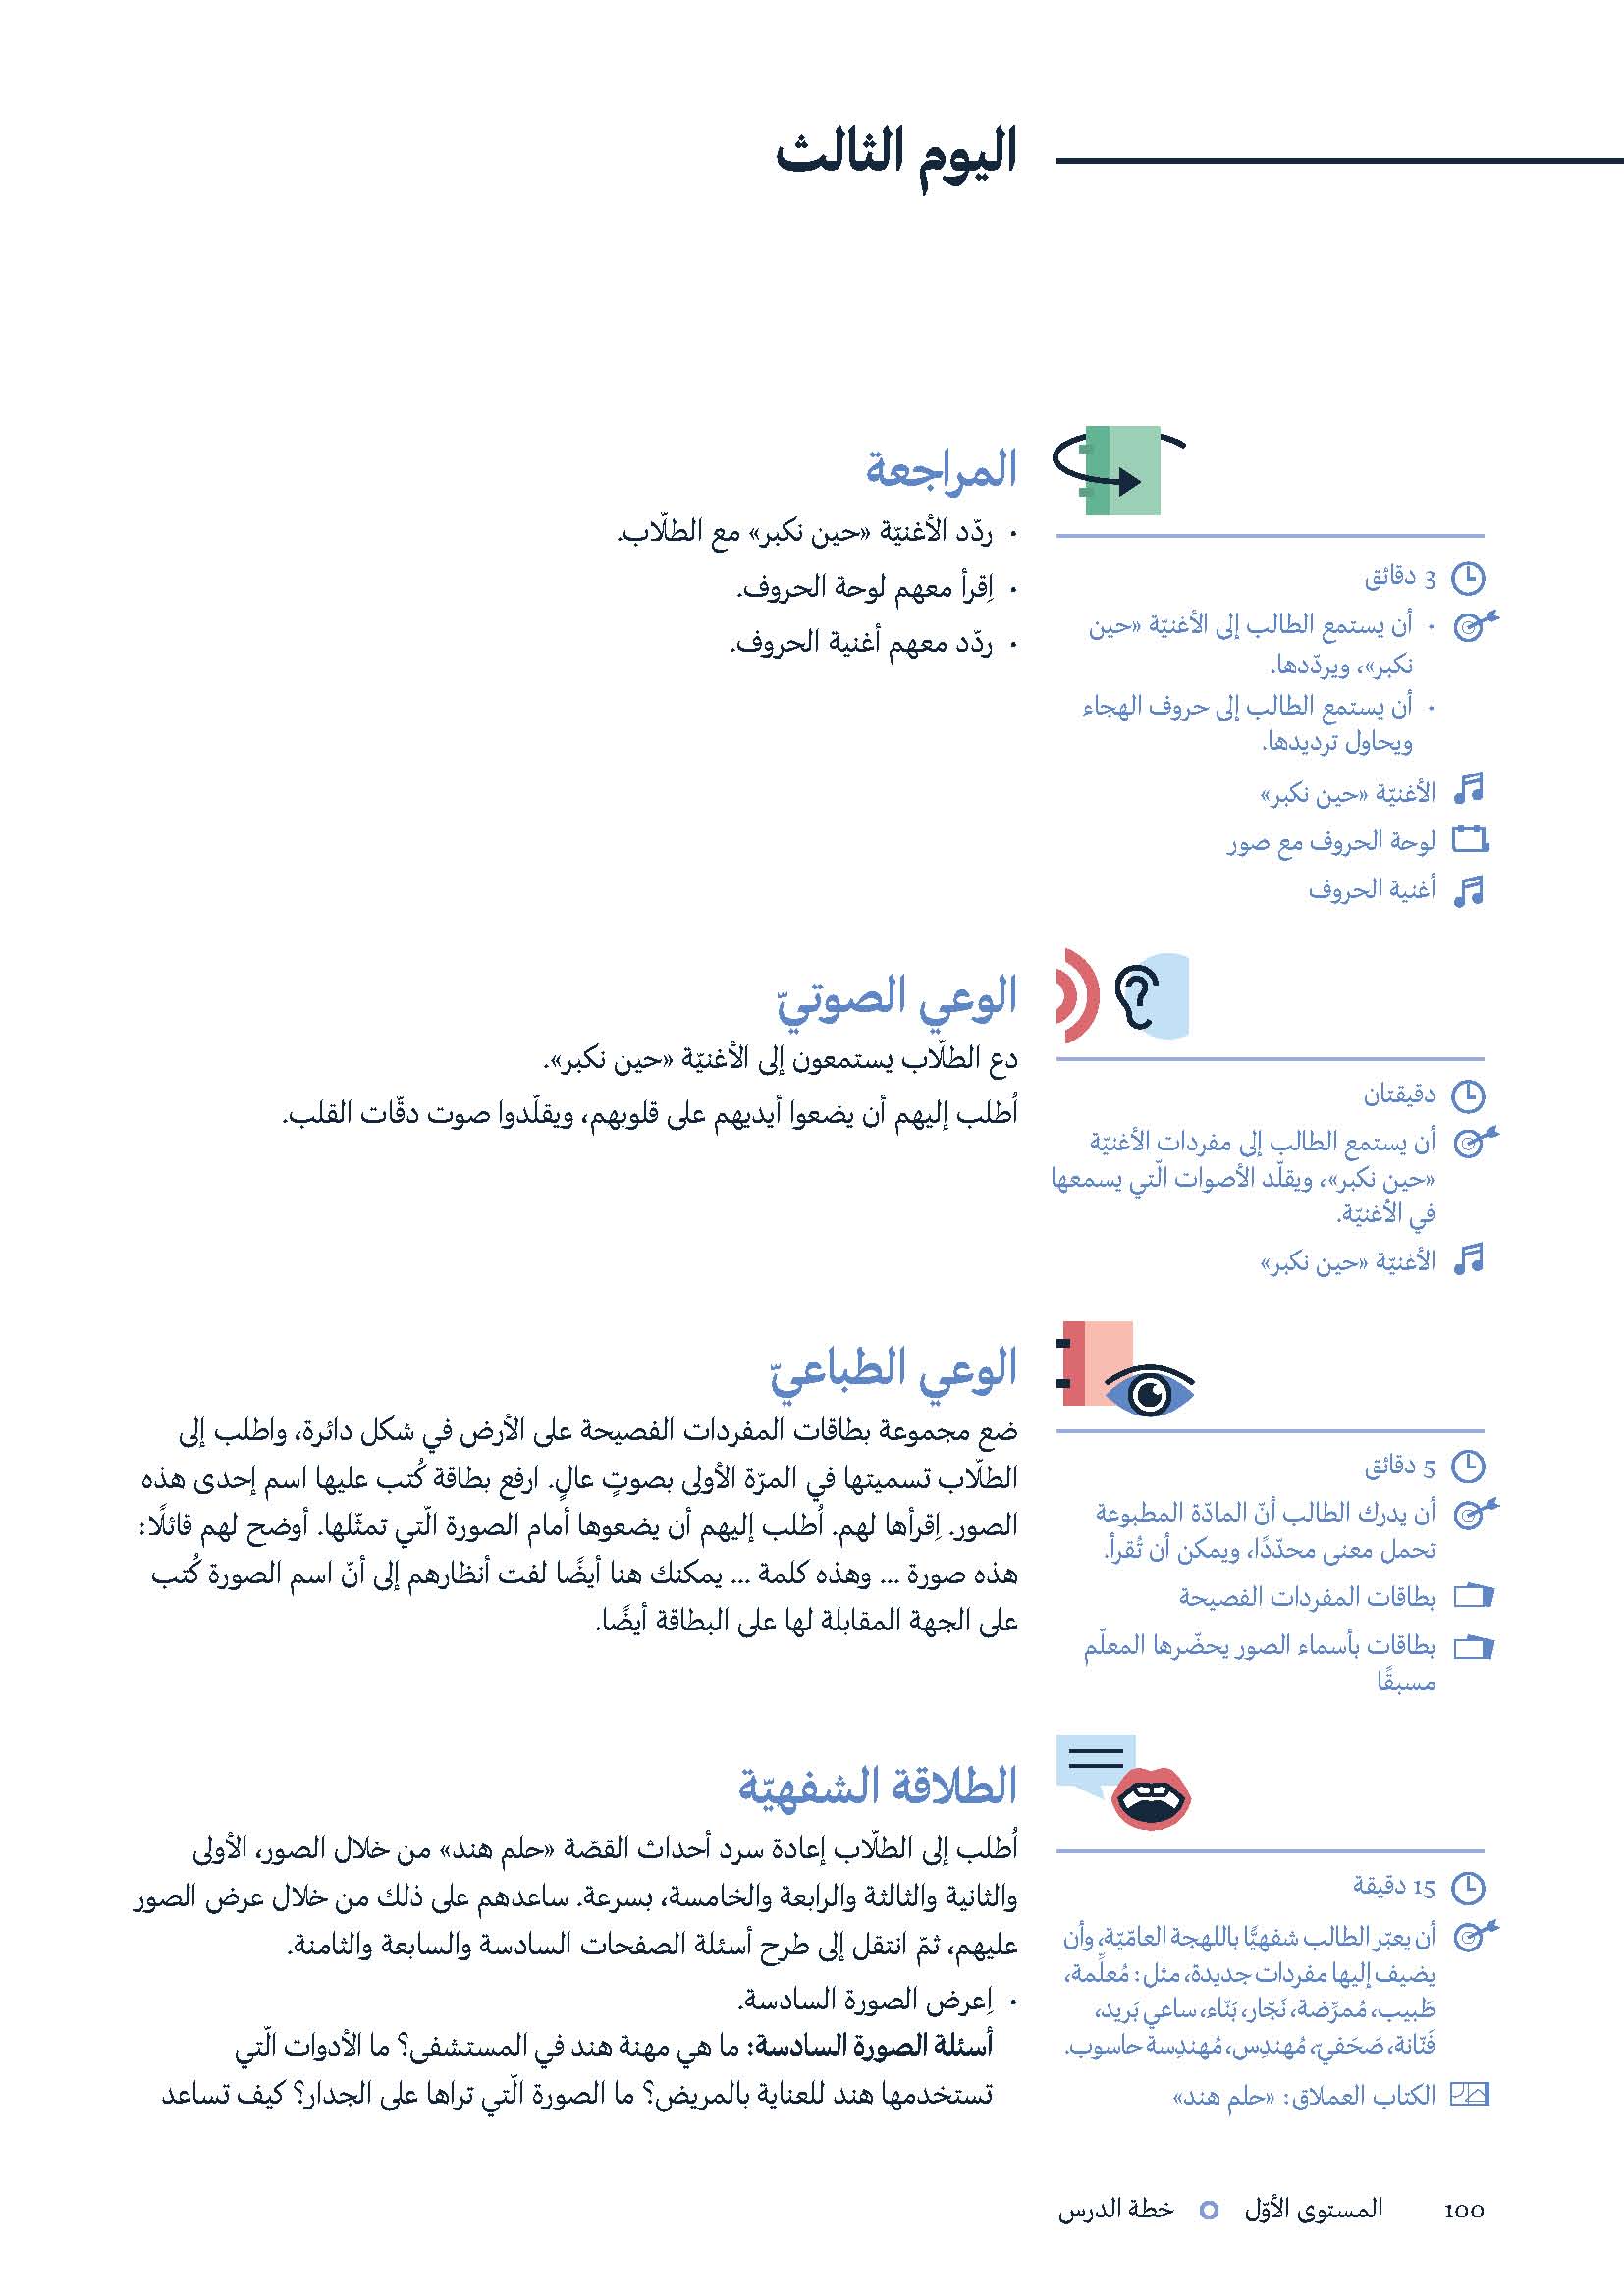 اليوم الثالث
المراجعة
• ردّد الأغنيّة «حين نكبر» مع الطلّاب.
• اِقرأ معهم لوحة الحروف.
• ردّد معهم أغنية الحروف.
3 دقائق
• أن يستمع الطالب إلى الأغنيّة «حين
نكبر»، ويردّدها.
• أن يستمع الطالب إلى حروف الهجاء
ويحاول ترديدها.
الأغنيّة «حين نكبر»
لوحة الحروف مع صور
أغنية الحروف
الوعي الصوتيّ
دع الطلّاب يستمعون إلى الأغنيّة «حين نكبر».
اُطلب إليهم أن يضعوا أيديهم على قلوبهم، ويقلّدوا صوت دقّات القلب.
دقيقتان
أن يستمع الطالب إلى مفردات الأغنيّة
«حين نكبر»، ويقلّد الأصوات الّتي يسمعها
في الأغنيّة.
الأغنيّة «حين نكبر»
الوعي الطباعيّ
ضع مجموعة بطاقات المفردات الفصيحة على الأرض في شكل دائرة، واطلب إلى
الطلّاب تسميتها في المرّة الأولى بصوتٍ عالٍ. ارفع بطاقة كُتب عليها اسم إحدى هذه
الصور. اِقرأها لهم. اُطلب إليهم أن يضعوها أمام الصورة الّتي تمثّلها. أوضح لهم قائلًا:
هذه صورة ... وهذه كلمة ... يمكنك هنا أيضًا لفت أنظارهم إلى أنّ اسم الصورة كُتب
على الجهة المقابلة لها على البطاقة أيضًا.
5 دقائق
أن يدرك الطالب أنّ المادّة المطبوعة
تحمل معنى محدّدًا، ويمكن أن تُقرأ.
بطاقات المفردات الفصيحة
بطاقات بأسماء الصور يحضّرها المعلّم
مسبقًا
الطلاقة الشفهيّة
اُطلب إلى الطلّاب إعادة سرد أحداث القصّة «حلم هند» من خلال الصور، الأولى
والثانية والثالثة والرابعة والخامسة، بسرعة. ساعدهم على ذلك من خلال عرض الصور
عليهم، ثمّ انتقل إلى طرح أسئلة الصفحات السادسة والسابعة والثامنة.
• اِعرض الصورة السادسة.
أسئلة الصورة السادسة: ما هي مهنة هند في المستشفى؟ ما الأدوات الّتي
تستخدمها هند للعناية بالمريض؟ ما الصورة الّتي تراها على الجدار؟ كيف تساعد
15 دقيقة
أن يعبّر الطالب شفهيًّا باللهجة العامّيّة، وأن
يضيف إليها مفردات جديدة، مثل: مُعلِّمة،
طَبيب، مُمرِّضة، نَجّار، بَنّاء، ساعي بَريد،
فَنّانة، صَحَفيّ، مُهندِس، مُهندِسة حاسوب.
الكتاب العملاق: «حلم هند»
100 المستوى الأوّل خطة الدرس